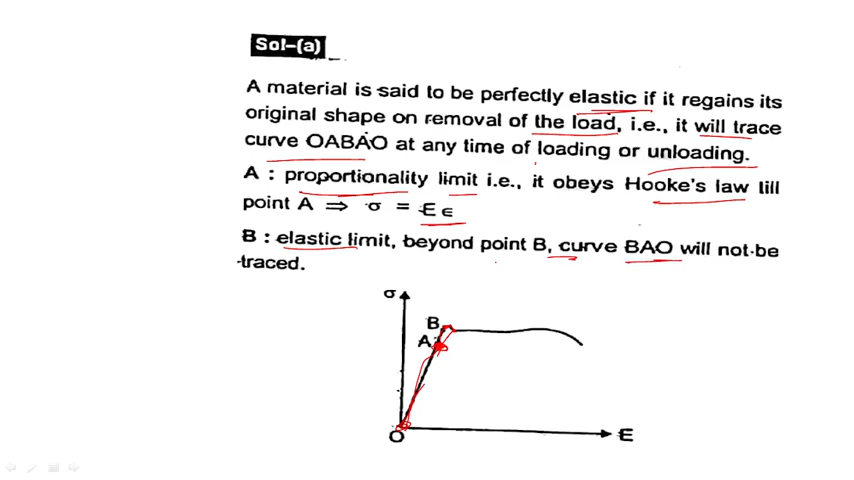 Sol–(a)
A material is said to be perfectly elastic if it regains its
original shape on removal of the load, i.e., it will trace
curve OABAO at any time of loading or unloading.
A : proportionality limit i.e., it obeys Hooke's law till
point A ⇒ σ = E ϵ
B : elastic limit, beyond point B, curve BAO will not be
traced.
σ
B
A
O
E